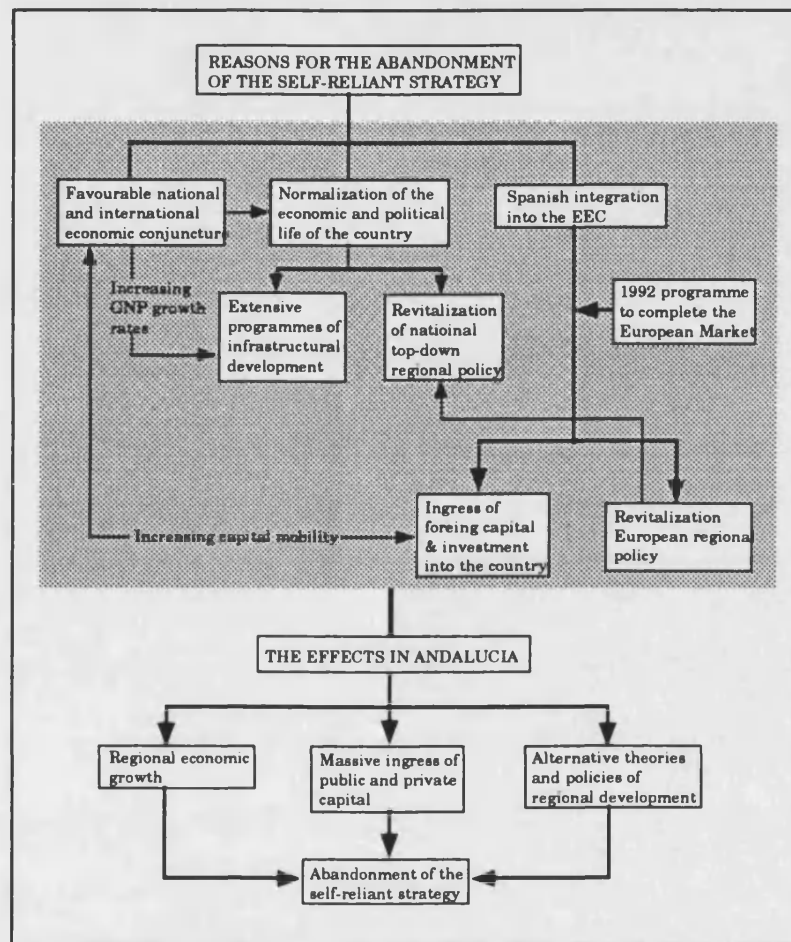 REASONS FOR THE ABANDONMENT
OF THE SELF-RELIANT STRATEGY
Favourable national
and international
economic conjuncture
Normalization of the
economic and political
life of the country
Spanish integration
into the EEC
Increasing
GNP growth
rates
Extensive
programmes of
infrastructural
development
Revitalization
of natioinal
top-down
regional policy
1992 programme
to complete the
European Market
Increasing capital mobility
Ingress of
foreing capital
& investment
into the country
Revitalization
European regional
policy
THE EFFECTS IN ANDALUCIA
Regional economic
growth
Massive ingress of
public and private
capital
Alternative theories
and policies of
regional development
Abandonment of the
self-reliant strategy